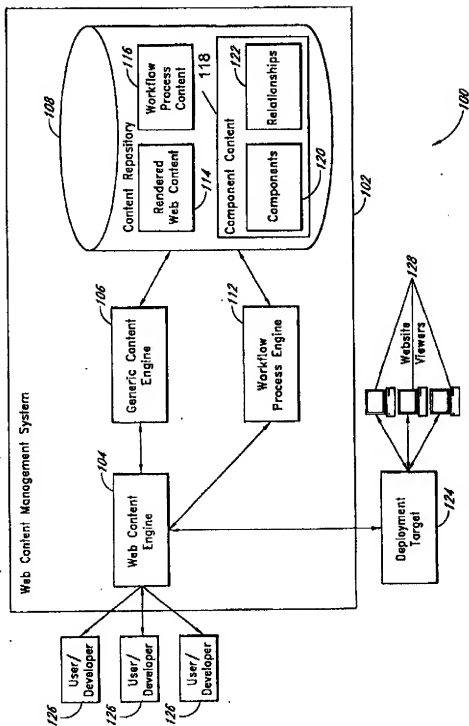 Web Content Management System
User/
Developer
126
User/
Developer
126
User/
Developer
126
104
Web Content
Engine
106
Generic Content
Engine
112
Workflow
Process Engine
108
Content Repository
Rendered
Web Content
114
116
Workflow
Process
Content
118
Component Content
Components
120
122
Relationships
102
Deployment
Target
124
Website
Viewers
128
100